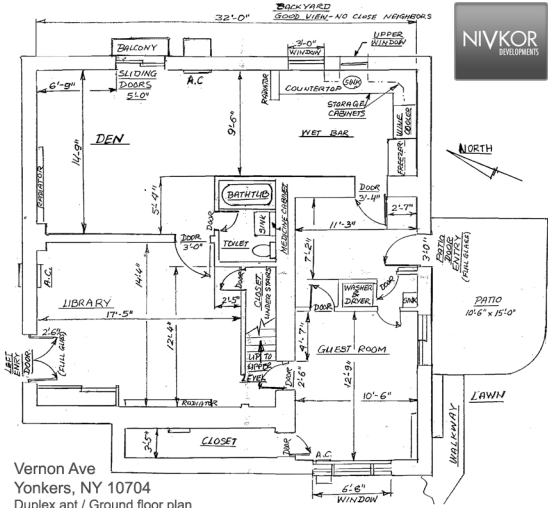 BACKYARD
GOOD VIEW - NO CLOSE NEIGHBORS
32'-0"
NIVKOR
DEVELOPMENTS
BALCONY
3'-0"
WINDOW
UPPER
WINDOW
SLIDING
DOORS
5'-0"
6'-9"
A.C
RADIATOR
SINK
COUNTERTOP
STORAGE
CABINETS
WET BAR
WINE
COOLER
FREEZER
DEN
14'-9"
9'-6"
NORTH
RADIATOR
5'-4"
BATHTUB
MEDICINE CABINET
DOOR
3'-4"
2'-7"
DOOR
SINK
TOILET
11'-3"
DOOR
3'-0"
7'-2"
3'-0"
PATIO
DOOR
ENTRY
(FULL GLASS)
A.C.
14'-4"
DOOR
CLOSET
UNDER STAIRS
WASHER
&
DRYER
DOOR
SINK
PATIO
10'-6" x 15'-0"
LIBRARY
17'-5"
2'-5"
DOOR
2'-6"
(FULL GLASS)
ENTRY
DOOR
12'-4"
UP TO
UPPER
LEVEL
4'-7"
GUEST ROOM
DOOR
2'-6"
12'-9"
10'-6"
LAWN
RADIATOR
WALKWAY
3'-5"
CLOSET
DOOR
A.C.
6'-8"
WINDOW
Vernon Ave
Yonkers, NY 10704
Duplex apt / Ground floor plan